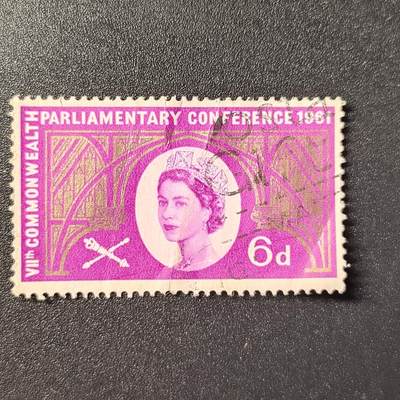 VIIth COMMONWEALTH
PARLIAMENTARY CONFERENCE 1961
6d